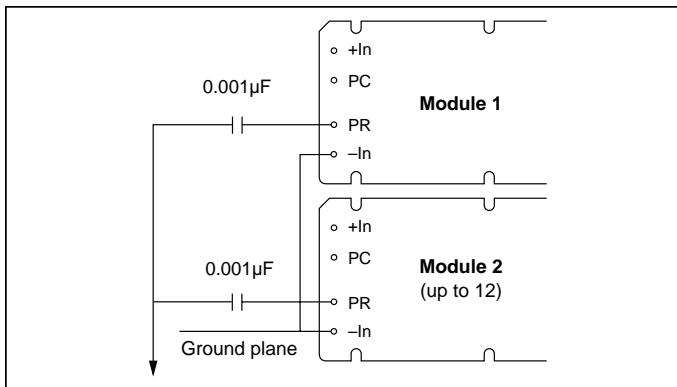 +In
PC
0.001µF
Module 1
PR
–In
+In
PC
0.001µF
Module 2
(up to 12)
PR
–In
Ground plane